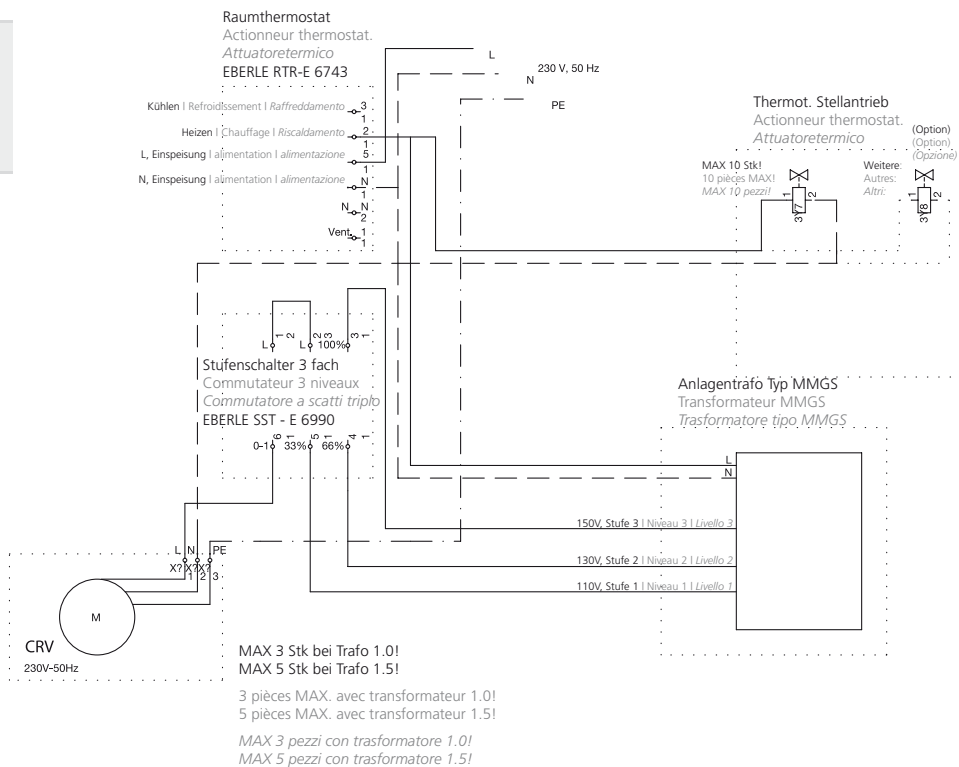 Raumthermostat
Actionneur thermostat.
Attuatoretermico
EBERLE RTR-E 6743
L
N
230 V, 50 Hz
PE
Kühlen | Refroidissement | Raffreddamento
3
1
Heizen | Chauffage | Riscaldamento
2
1
L, Einspeisung | alimentation | alimentazione
5
1
N, Einspeisung | alimentation | alimentazione
N
1
N N
2
Vent. 1
1
Thermot. Stellantrieb
Actionneur thermostat.
Attuatoretermico
(Option)
(Option)
(Opzione)
MAX 10 Stk!
10 pièces MAX!
MAX 10 pezzi!
Weitere:
Autres:
Altri:
1 3Y7 2
1 3Y8 2
L 1 2
L 2 3
100% 3 1
Stufenschalter 3 fach
Commutateur 3 niveaux
Commutatore a scatti triplo
EBERLE SST - E 6990
0-1 6 1
33% 5 1
66% 4 1
Anlagentrafo Typ MMGS
Transformateur MMGS
Trasformatore tipo MMGS
L
N
150V, Stufe 3 | Niveau 3 | Livello 3
130V, Stufe 2 | Niveau 2 | Livello 2
110V, Stufe 1 | Niveau 1 | Livello 1
L N PE
X? X? X?
1 2 3
M
CRV
230V-50Hz
MAX 3 Stk bei Trafo 1.0!
MAX 5 Stk bei Trafo 1.5!
3 pièces MAX. avec transformateur 1.0!
5 pièces MAX. avec transformateur 1.5!
MAX 3 pezzi con trasformatore 1.0!
MAX 5 pezzi con trasformatore 1.5!